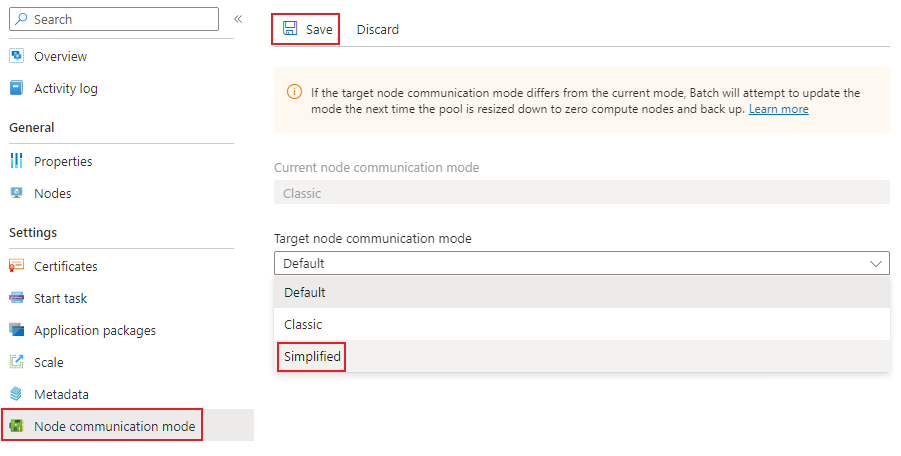 Search
«
Overview
Activity log
General
Properties
Nodes
Settings
Certificates
Start task
Application packages
Scale
Metadata
Node communication mode
Save Discard
If the target node communication mode differs from the current mode, Batch will attempt to update the
mode the next time the pool is resized down to zero compute nodes and back up. Learn more
Current node communication mode
Classic
Target node communication mode
Default
Default
Classic
Simplified